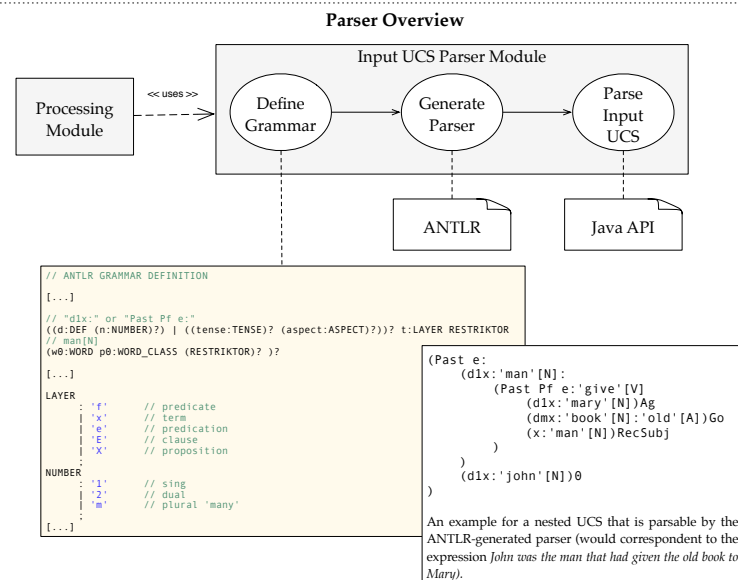 Parser Overview
Input UCS Parser Module
Processing
Module
<< uses >>
Define
Grammar
Generate
Parser
Parse
Input
UCS
ANTLR
Java API
// ANTLR GRAMMAR DEFINITION
[...]
// "d1x:" or "Past Pf e:"
((d:DEF (n:NUMBER)?) | ((tense:TENSE)? (aspect:ASPECT)?))? t:LAYER RESTRIKTOR
// man[N]
(w0:WORD p0:WORD_CLASS (RESTRIKTOR)? )?
[...]
LAYER
: 'f' // predicate
| 'x' // term
| 'e' // predication
| 'E' // clause
| 'X' // proposition
;
NUMBER
: '1' // sing
| '2' // dual
| 'm' // plural 'many'
;
[...]
(Past e:
(d1x:'man'[N]:
(Past Pf e:'give'[V]
(d1x:'mary'[N])Ag
(dmx:'book'[N]:'old'[A])Go
(x:'man'[N])RecSubj
)
)
(d1x:'john'[N])0
)
An example for a nested UCS that is parsable by the
ANTLR-generated parser (would correspondent to the
expression John was the man that had given the old book to
Mary).